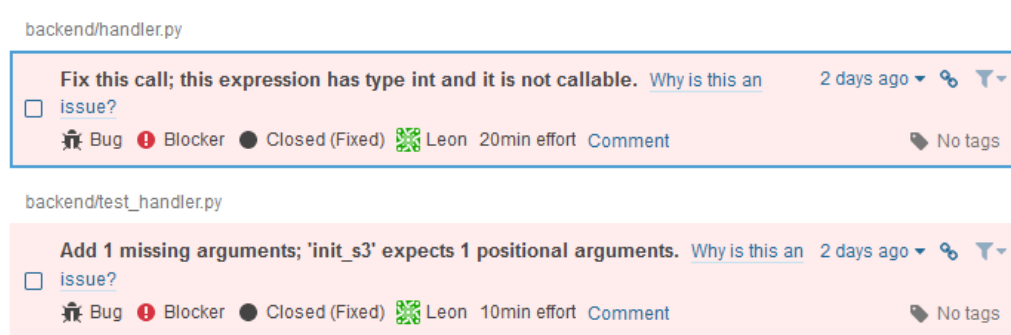 backend/handler.py
Fix this call; this expression has type int and it is not callable. Why is this an 2 days ago
issue?
Bug Blocker Closed (Fixed) Leon 20min effort Comment No tags
backend/test_handler.py
Add 1 missing arguments; 'init_s3' expects 1 positional arguments. Why is this an 2 days ago
issue?
Bug Blocker Closed (Fixed) Leon 10min effort Comment No tags